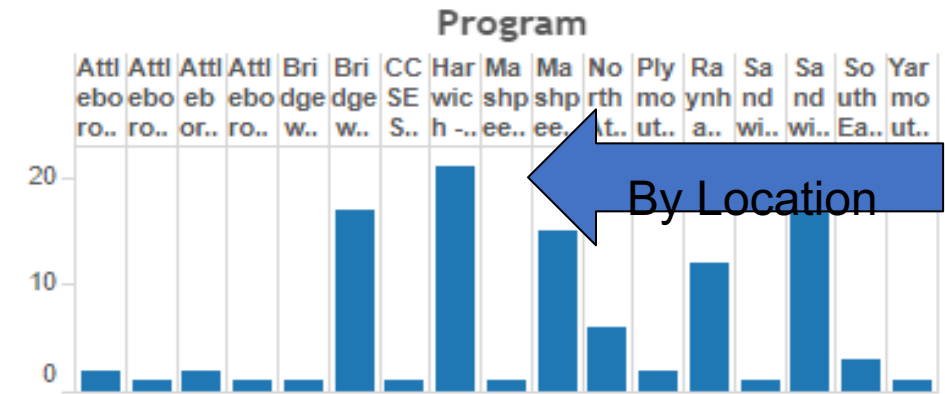 Program
Attl Attl Attl Attl Bri Bri CC Har Ma Ma No Ply Ra Sa Sa So Yar
ebo ebo eb ebo dge dge SE wic shp shp rth mo ynh nd nd uth mo
ro.. ro.. or.. ro.. w.. w.. S.. h -.. ee.. ee.. At.. ut.. a.. wi.. wi.. Ea.. ut..
20
By Location
10
0